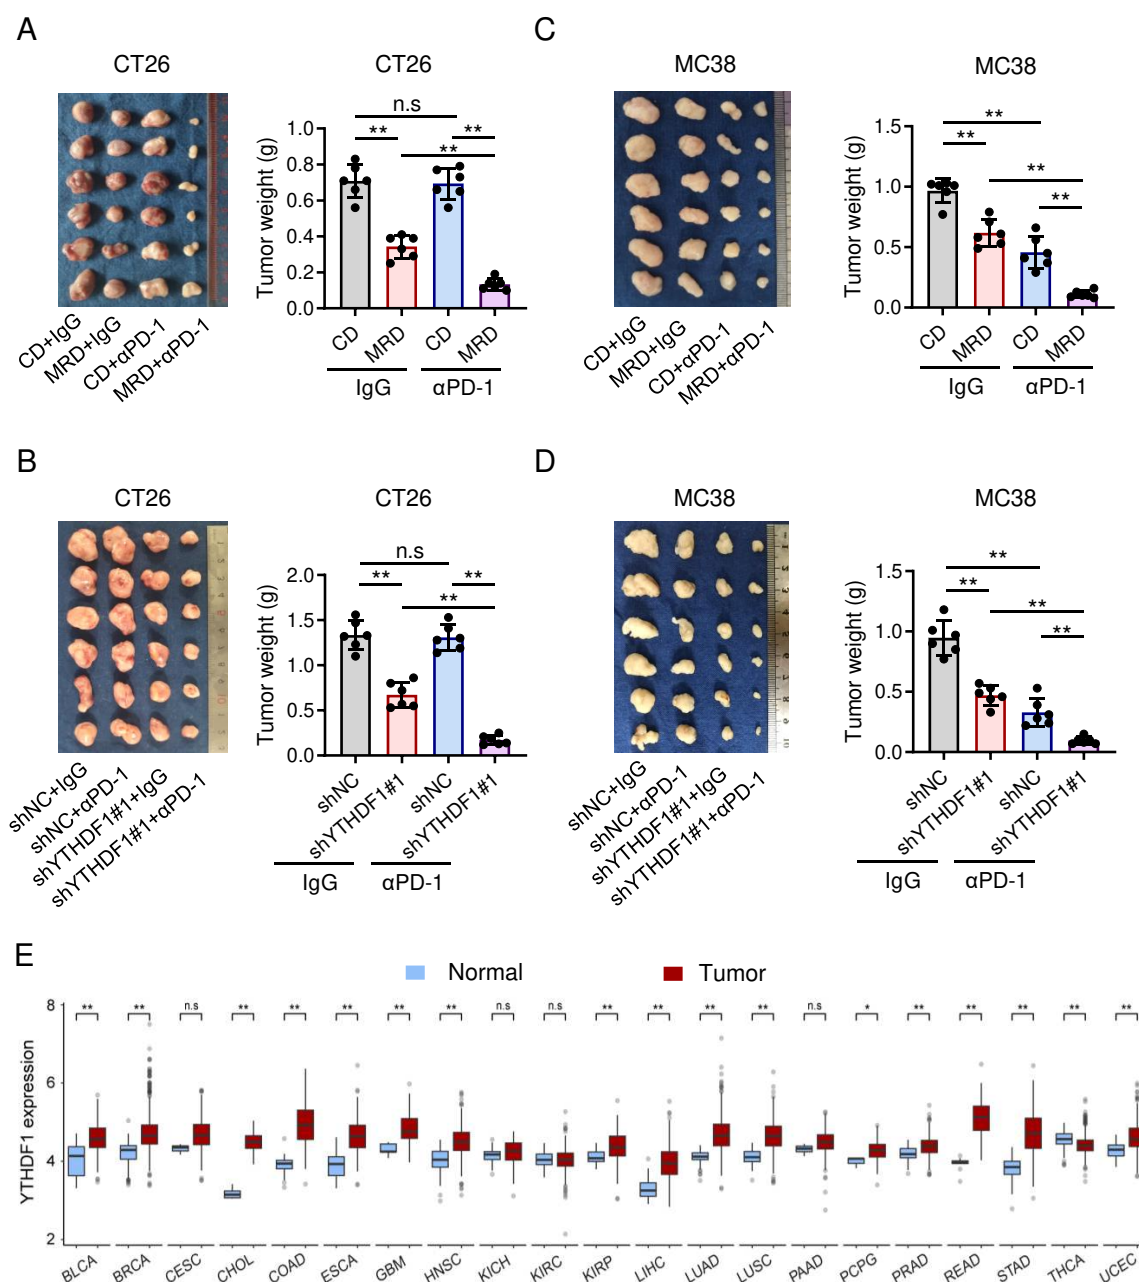 A
CT26
CT26
n.s
**
**
**
Tumor weight (g)
1.0
0.8
0.6
0.4
0.2
0.0
CD+IgG
MRD+IgG
CD+αPD-1
MRD+αPD-1
CD
MRD
CD
MRD
IgG
αPD-1
C
MC38
MC38
**
**
**
**
Tumor weight (g)
1.5
1.0
0.5
0.0
CD+IgG
MRD+IgG
CD+αPD-1
MRD+αPD-1
CD
MRD
CD
MRD
IgG
αPD-1
B
CT26
CT26
n.s
**
**
**
Tumor weight (g)
2.0
1.5
1.0
0.5
0.0
shNC+IgG
shNC+αPD-1
shYTHDF1#1+IgG
shYTHDF1#1+αPD-1
shNC
shYTHDF1#1
shNC
shYTHDF1#1
IgG
αPD-1
D
MC38
MC38
**
**
**
**
Tumor weight (g)
1.5
1.0
0.5
0.0
shNC+IgG
shNC+αPD-1
shYTHDF1#1+IgG
shYTHDF1#1+αPD-1
shNC
shYTHDF1#1
shNC
shYTHDF1#1
IgG
αPD-1
E
Normal
Tumor
YTHDF1 expression
8
6
4
2
** ** n.s ** ** ** ** ** n.s n.s ** ** ** ** n.s * ** ** ** ** **
BLCA BRCA CESC CHOL COAD ESCA GBM HNSC KICH KIRC KIRP LIHC LUAD LUSC PAAD PCPG PRAD READ STAD THCA UCEC